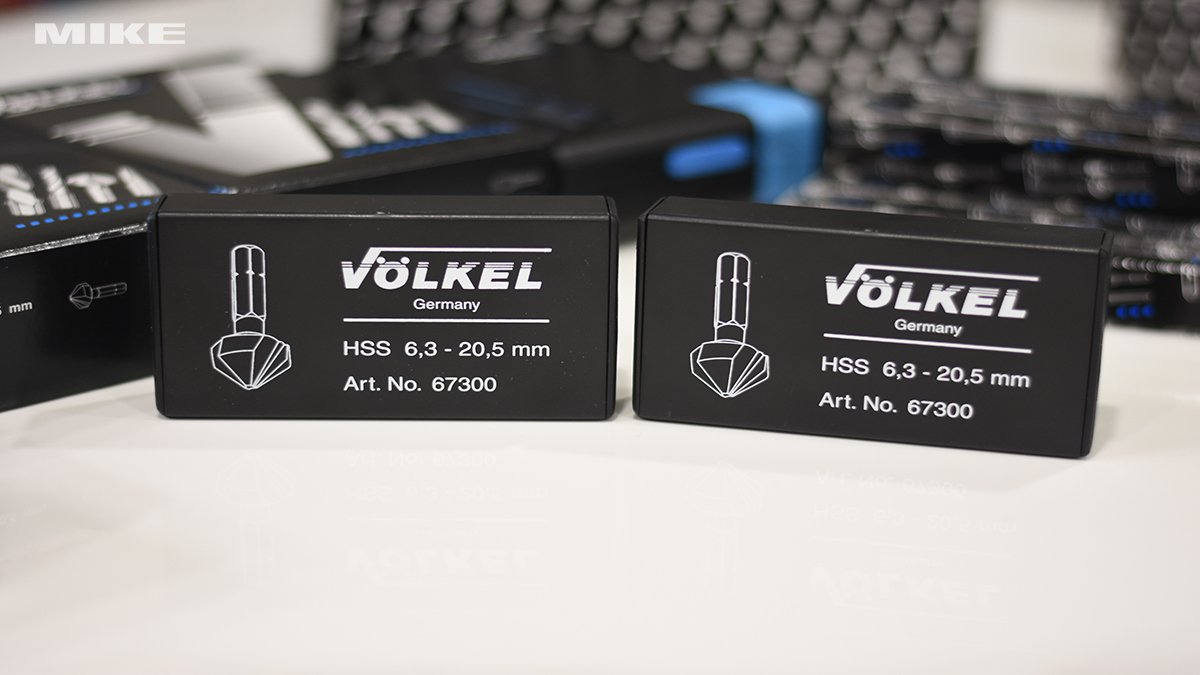 MIKE
mm
VÖLKEL
Germany
HSS 6,3 - 20,5 mm
Art. No. 67300
VÖLKEL
Germany
HSS 6,3 - 20,5 mm
Art. No. 67300